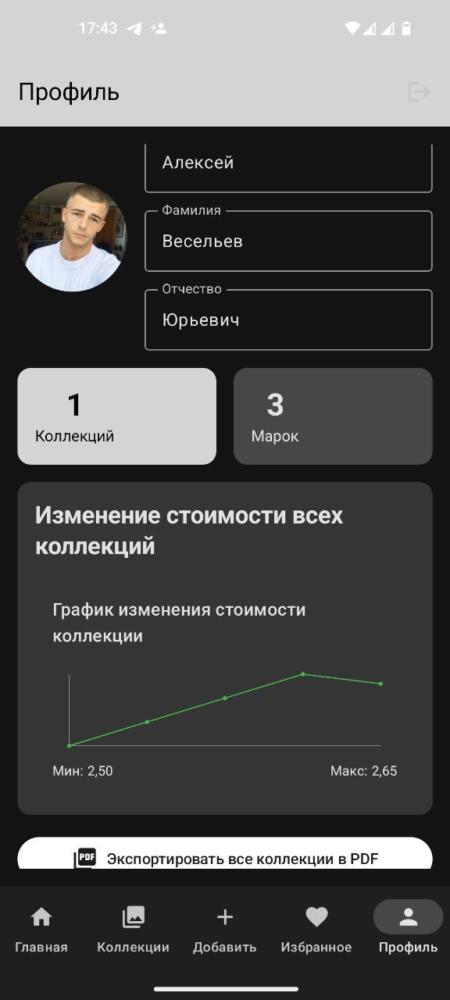 17:43
Профиль
Алексей
Фамилия
Весельев
Отчество
Юрьевич
1
Коллекций
3
Марок
Изменение стоимости всех
коллекций
График изменения стоимости
коллекции
Мин: 2,50
Макс: 2,65
PDF
Экспортировать все коллекции в PDF
Главная
Коллекции
Добавить
Избранное
Профиль